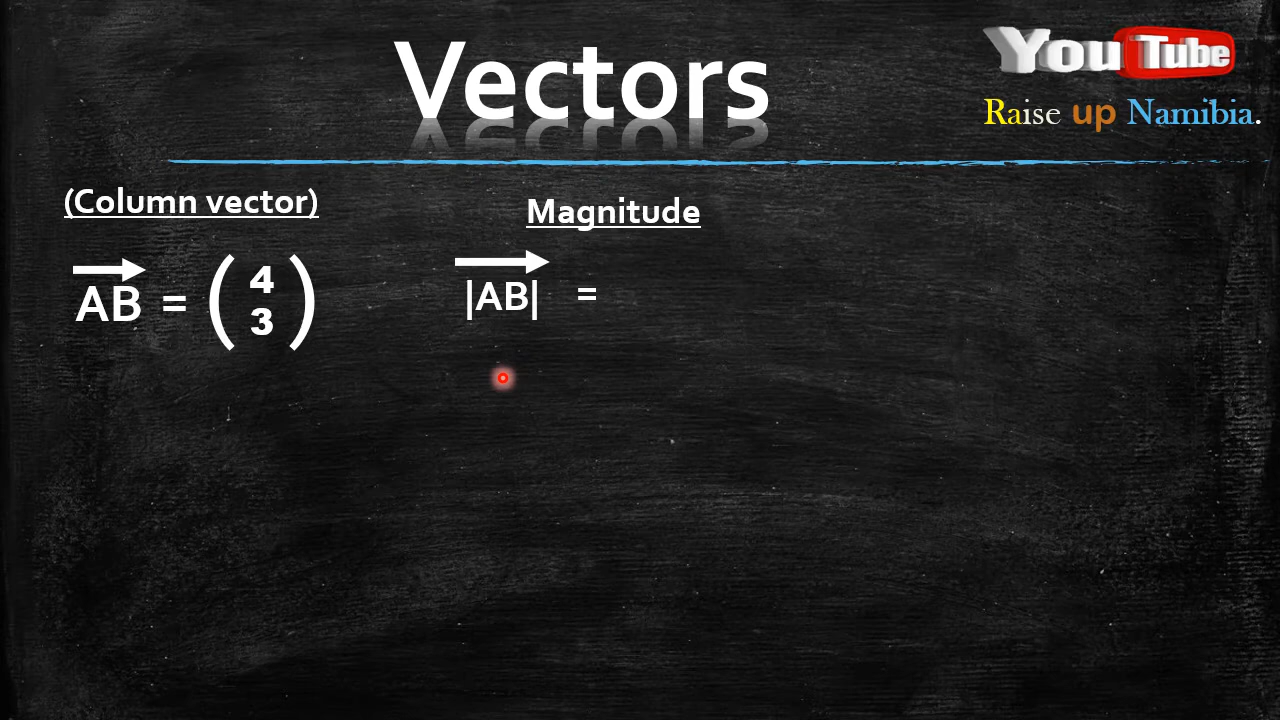 Vectors
YouTube
Raise up Namibia.
(Column vector)
Magnitude
AB = ( 4
3 )
|AB| =